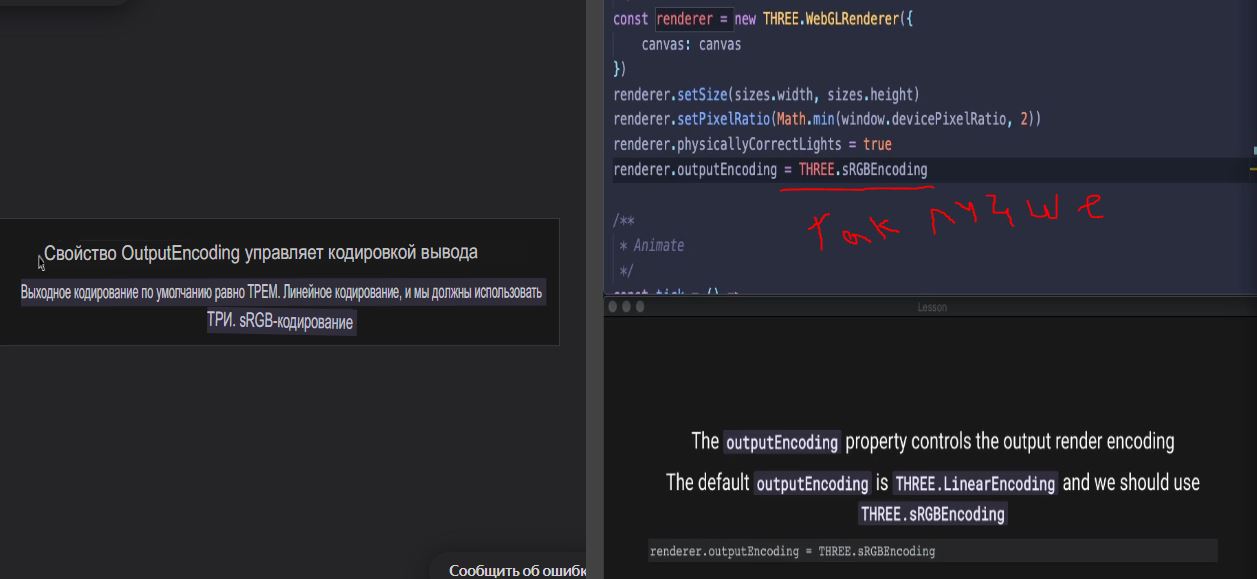 Свойство OutputEncoding управляет кодировкой вывода
Выходное кодирование по умолчанию равно ТРЕМ. Линейное кодирование, и мы должны использовать
ТРИ. sRGB-кодирование
Сообщить об ошибк
const renderer = new THREE.WebGLRenderer({
canvas: canvas
})
renderer.setSize(sizes.width, sizes.height)
renderer.setPixelRatio(Math.min(window.devicePixelRatio, 2))
renderer.physicallyCorrectLights = true
renderer.outputEncoding = THREE.sRGBEncoding
так лучше
/**
* Animate
*/
const tick = () =>
Lesson
The outputEncoding property controls the output render encoding
The default outputEncoding is THREE.LinearEncoding and we should use
THREE.sRGBEncoding
renderer.outputEncoding = THREE.sRGBEncoding